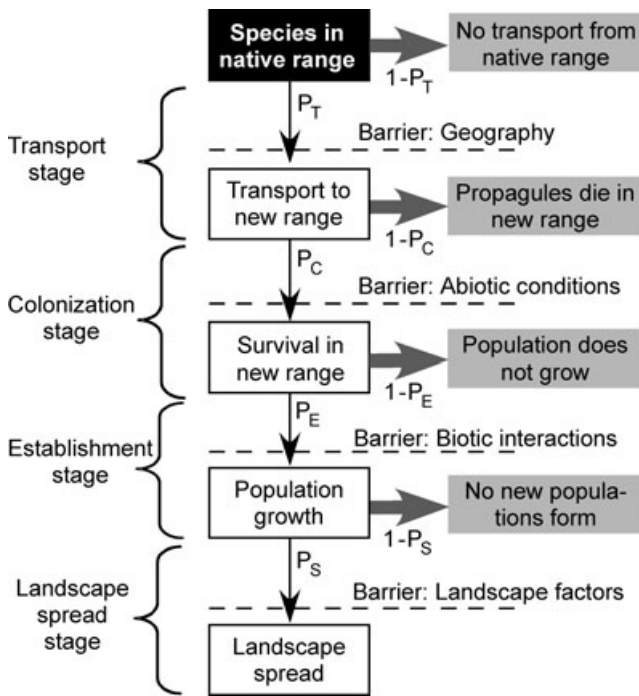 Species in
native range
No transport from
native range
1-PT
PT
Barrier: Geography
Transport
stage
Transport to
new range
Propagules die in
new range
1-PC
PC
Barrier: Abiotic conditions
Colonization
stage
Survival in
new range
Population does
not grow
1-PE
PE
Barrier: Biotic interactions
Establishment
stage
Population
growth
No new popula-
tions form
1-PS
PS
Barrier: Landscape factors
Landscape
spread
stage
Landscape
spread